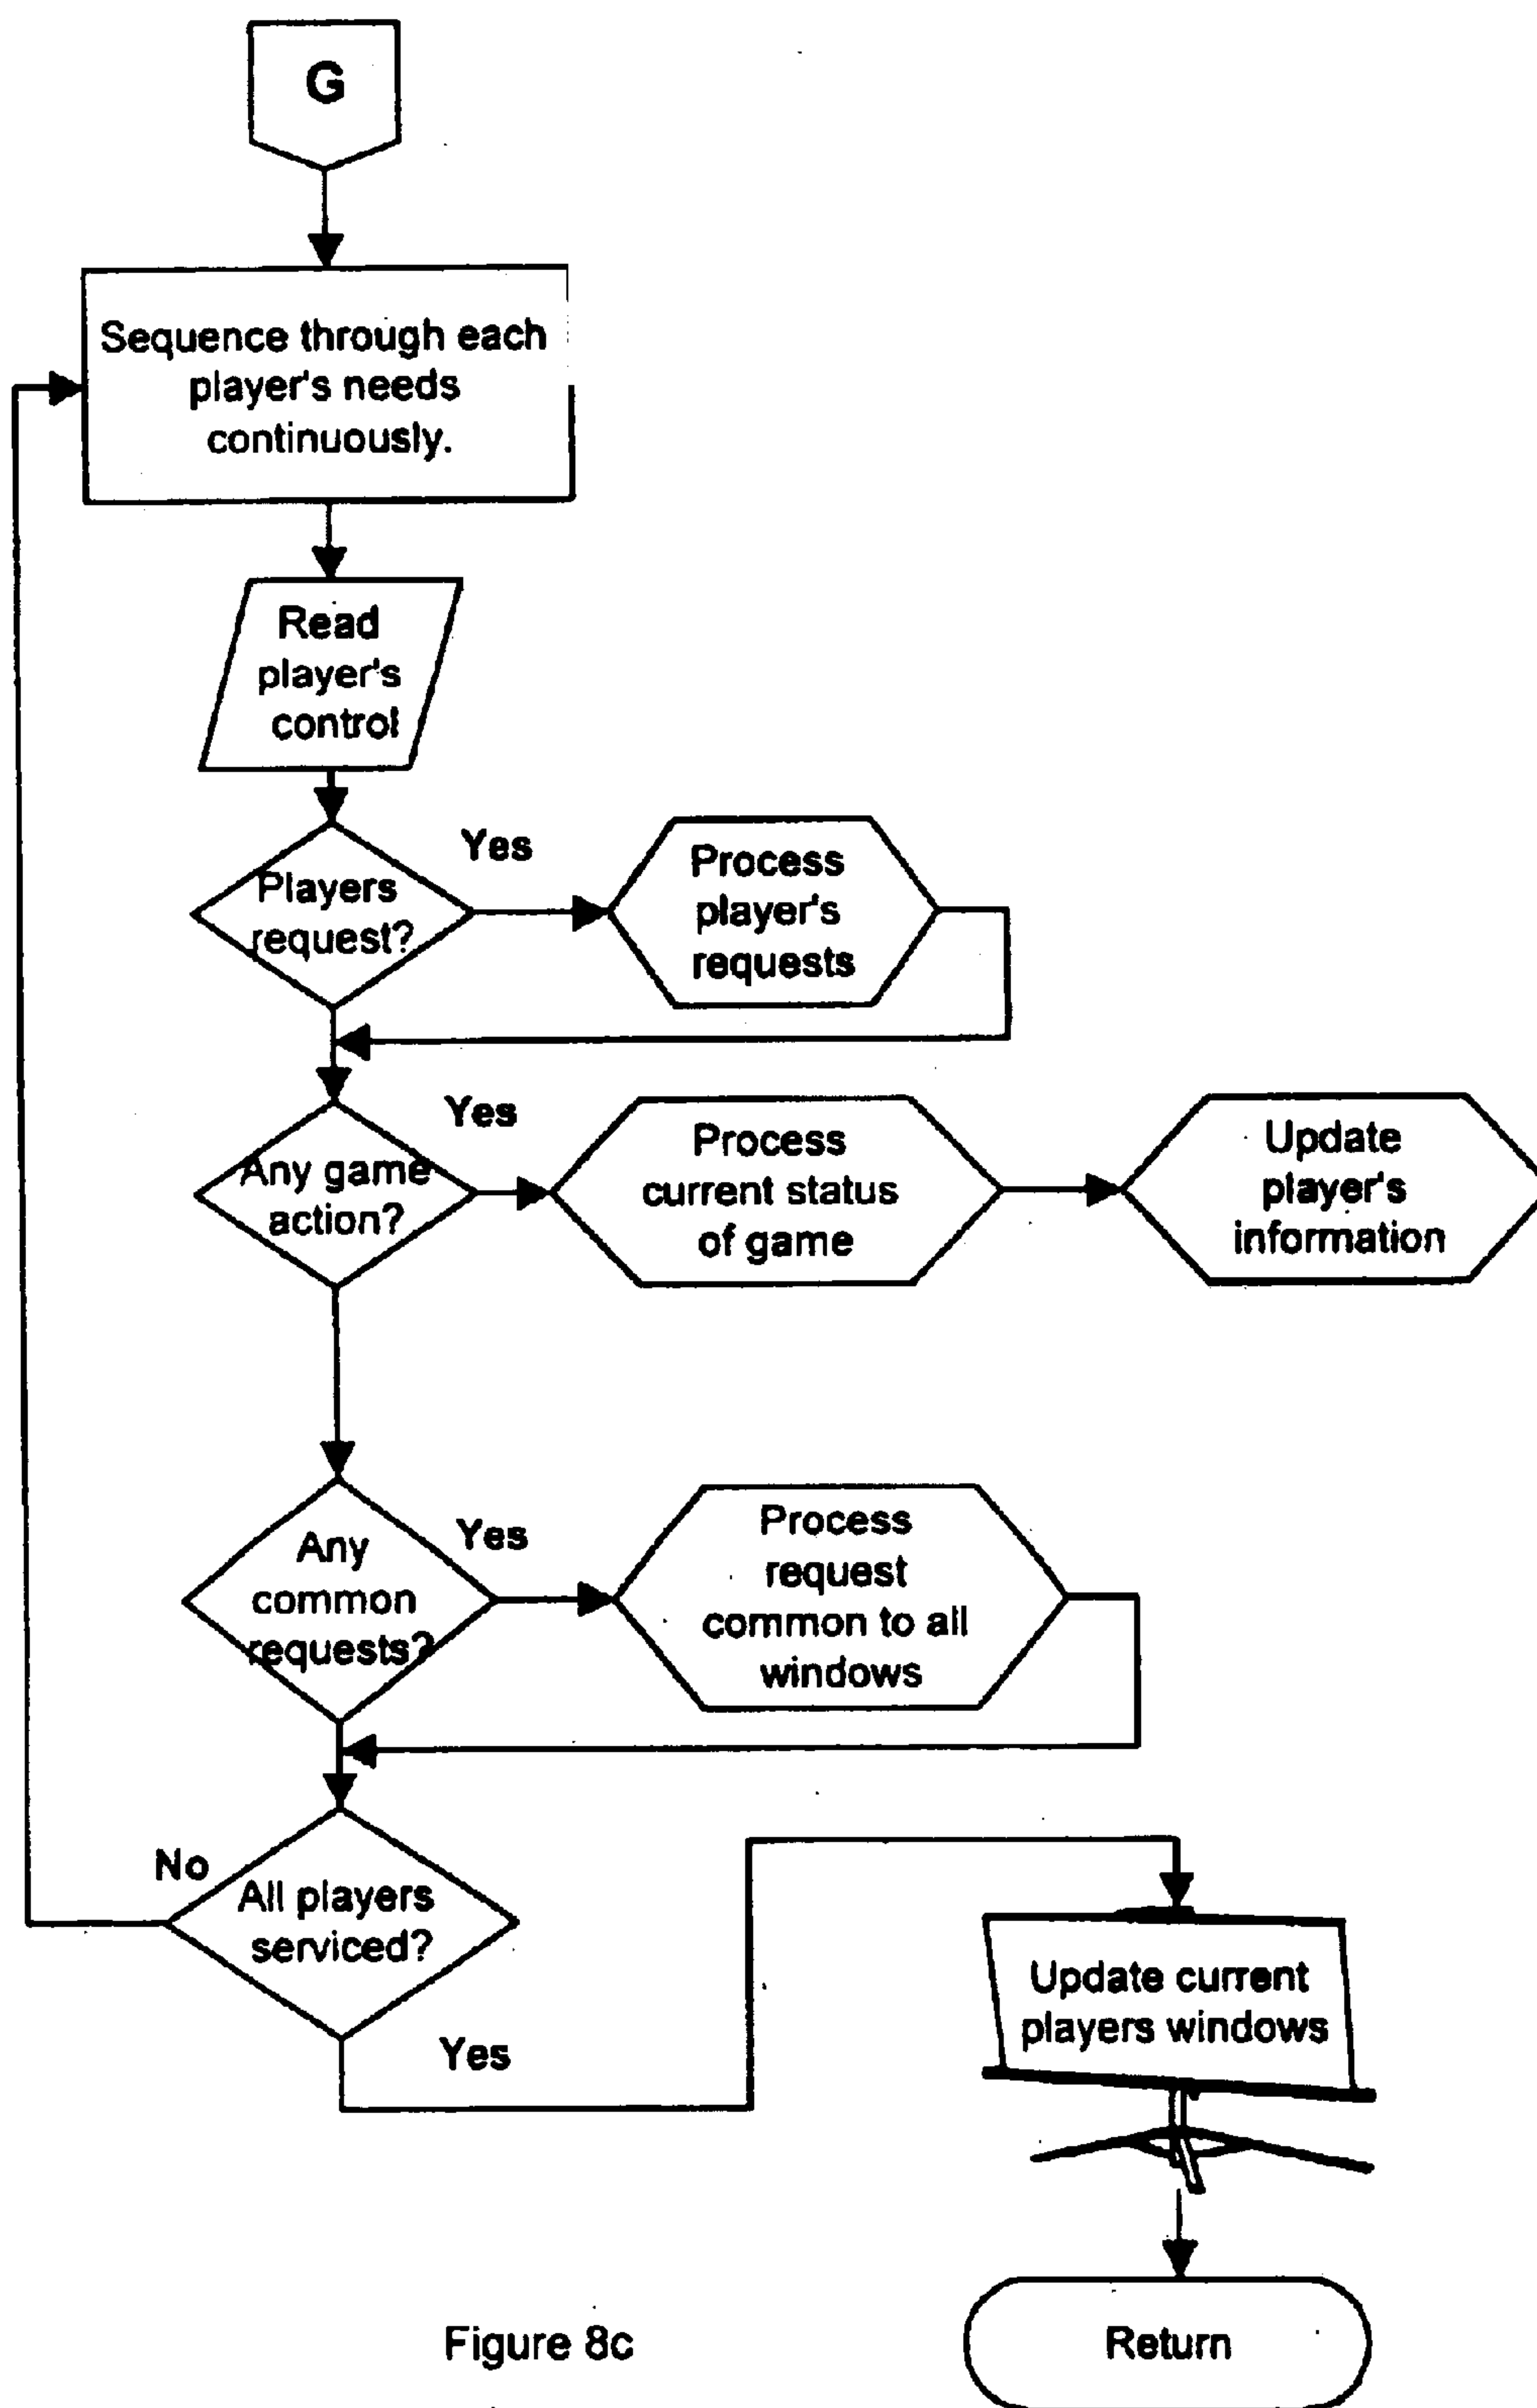 G
Sequence through each
player's needs
continuously.
Read
player's
control
Players
request?
Yes
Process
player's
requests
Any game
action?
Yes
Process
current status
of game
Update
player's
information
Any
common
requests?
Yes
Process
request
common to all
windows
No
All players
serviced?
Yes
Update current
players windows
Return
Figure 8c